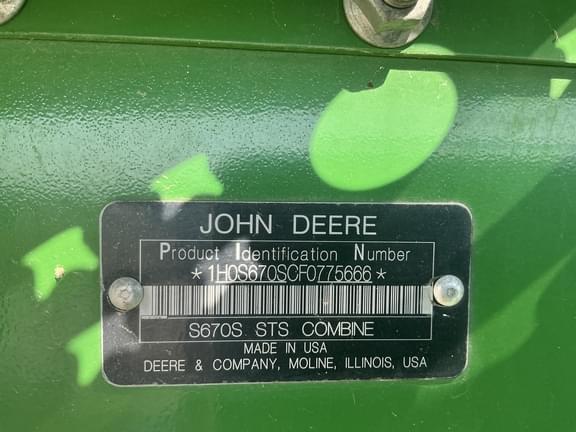 JOHN DEERE
Product Identification Number
*1H0S670SCF0775666*
S670S STS COMBINE
MADE IN USA
DEERE & COMPANY, MOLINE, ILLINOIS, USA